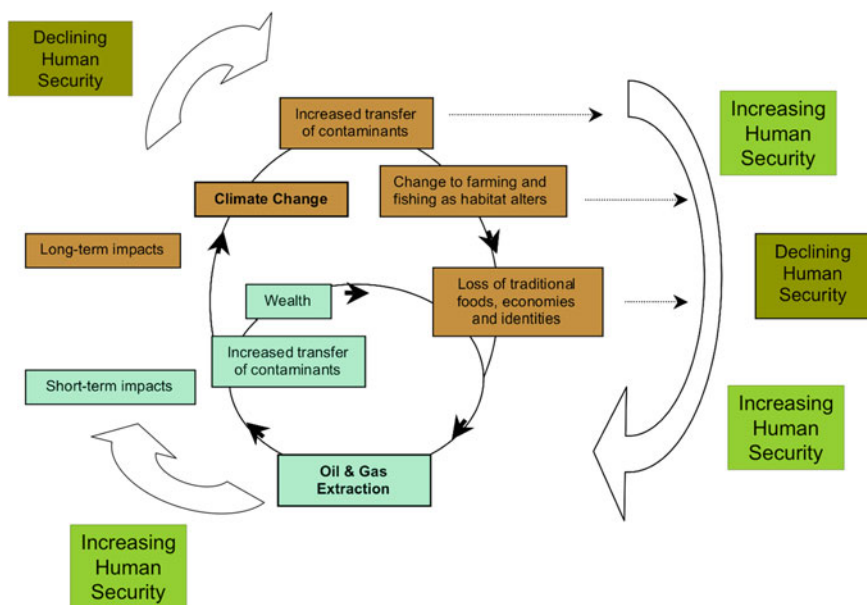 Declining
Human
Security
Increased transfer
of contaminants
Increasing
Human
Security
Change to farming and
fishing as habitat alters
Climate Change
Long-term impacts
Declining
Human
Security
Loss of traditional
foods, economies
and identities
Wealth
Increased transfer
of contaminants
Short-term impacts
Increasing
Human
Security
Oil & Gas
Extraction
Increasing
Human
Security